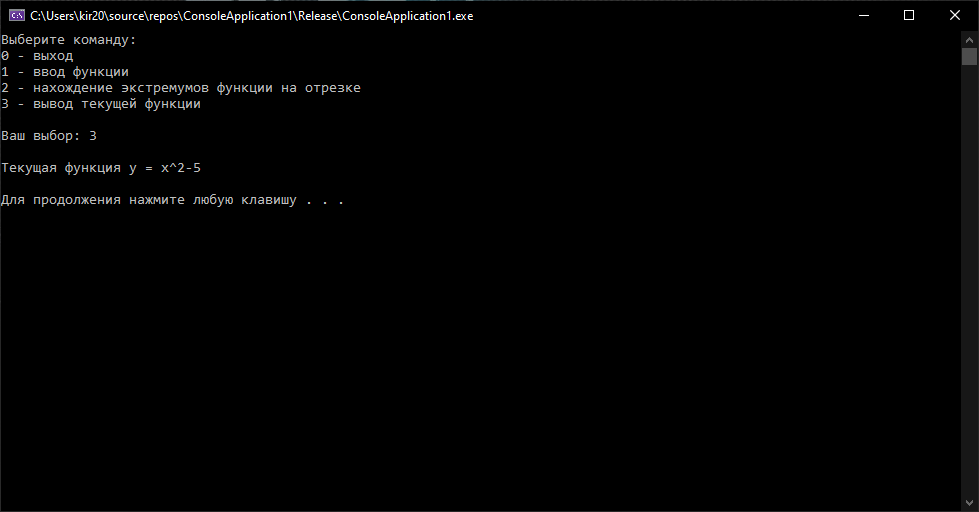 C:\Users\kir20\source\repos\ConsoleApplication1\Release\ConsoleApplication1.exe
Выберите команду:
0 - выход
1 - ввод функции
2 - нахождение экстремумов функции на отрезке
3 - вывод текущей функции
Ваш выбор: 3
Текущая функция y = x^2-5
Для продолжения нажмите любую клавишу . . .